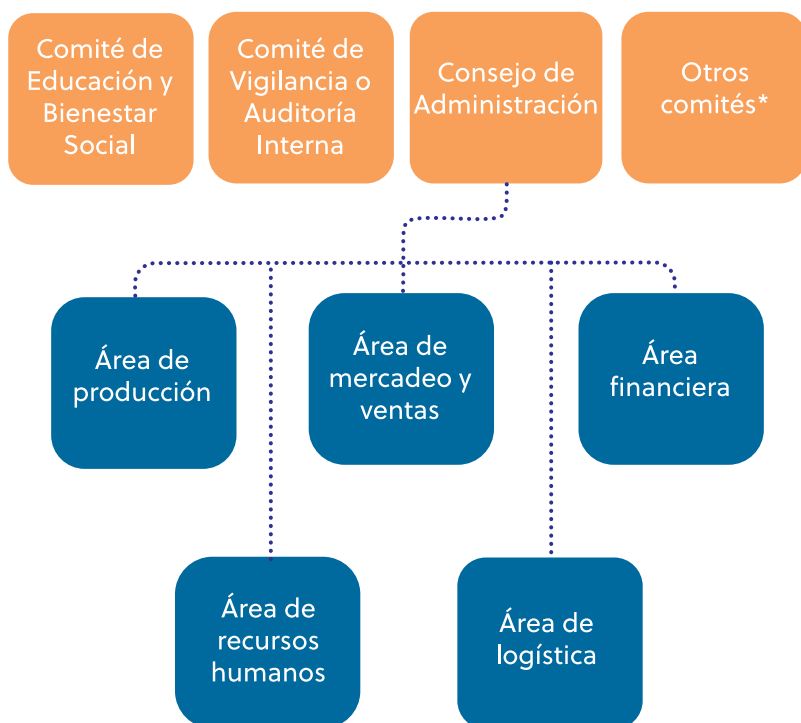 Comité de
Educación y
Bienestar
Social
Comité de
Vigilancia o
Auditoría
Interna
Consejo de
Administración
Otros
comités*
Área de
producción
Área de
mercadeo y
ventas
Área
financiera
Área de
recursos
humanos
Área de
logística